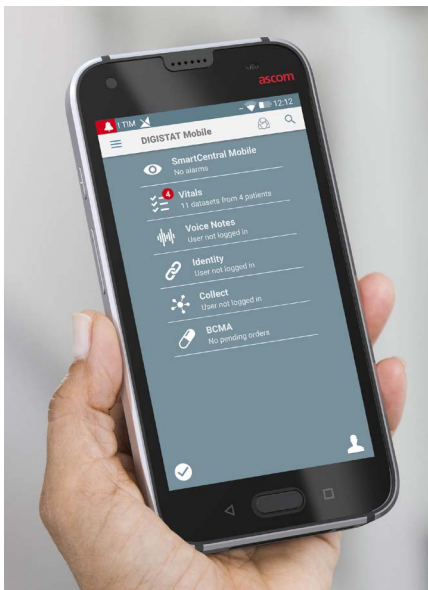 ascom
TIM
12:12
DIGISTAT Mobile
SmartCentral Mobile
No alarms
4
Vitals
11 datasets from 4 patients
Voice Notes
User not logged in
Identity
User not logged in
Collect
User not logged in
BCMA
No pending orders